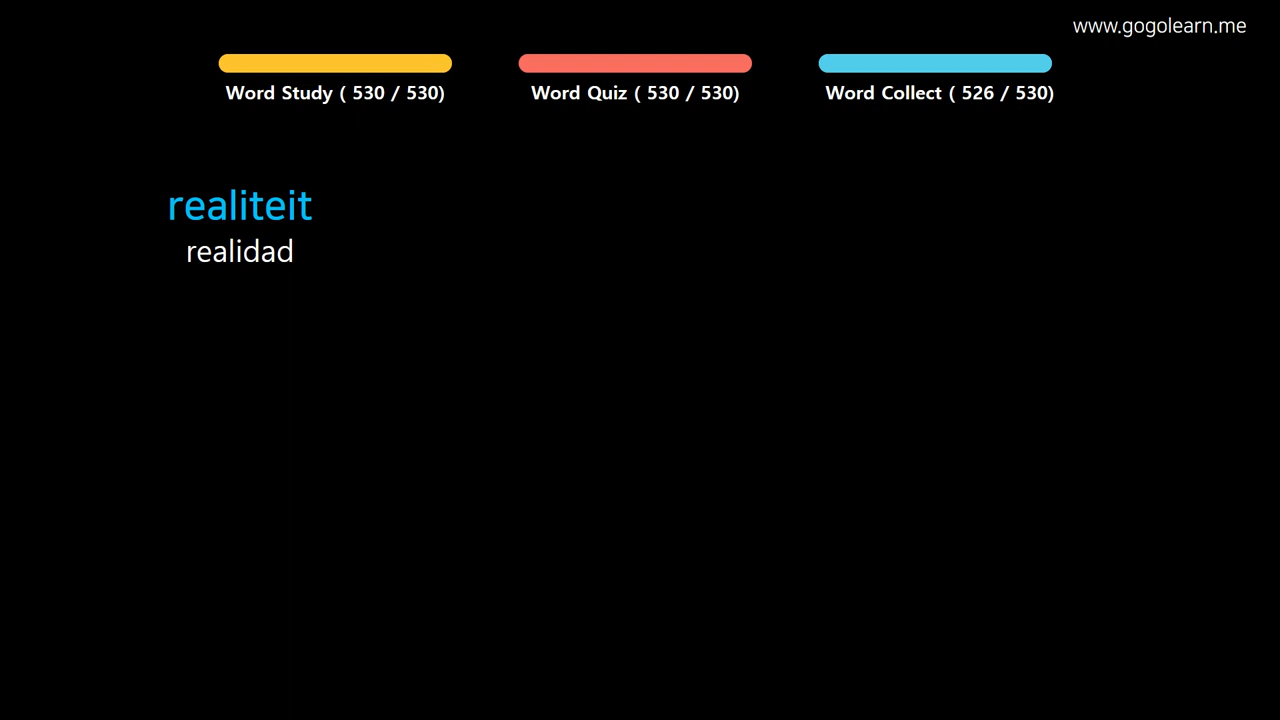 www.gogolearn.me
Word Study ( 530 / 530)
Word Quiz ( 530 / 530)
Word Collect ( 526 / 530)
realiteit
realidad